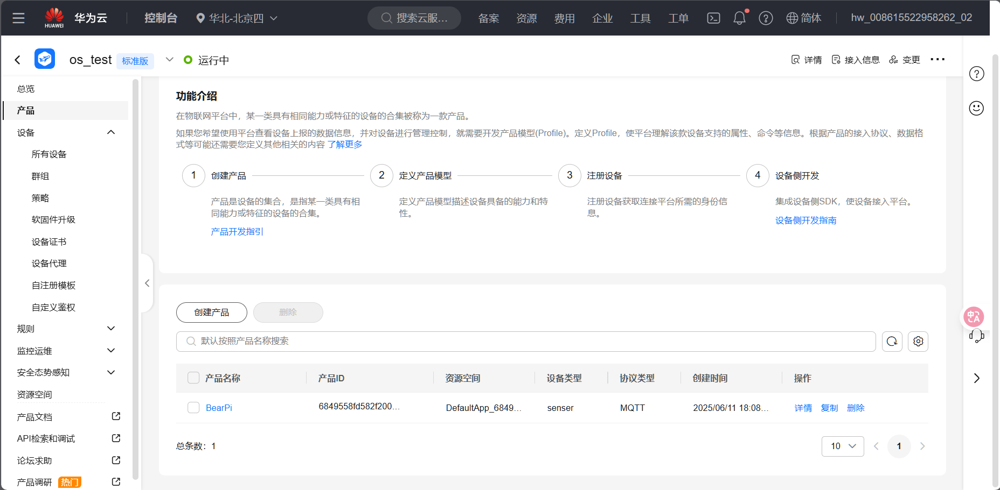 HUAWEI
华为云
控制台
华北-北京四
搜索云服...
备案
资源
费用
企业
工具
工单
简体
hw_008615522958262_02
os_test
标准版
运行中
详情
接入信息
变更
总览
产品
设备
所有设备
群组
策略
软固件升级
设备证书
设备代理
自注册模板
自定义鉴权
规则
监控运维
安全态势感知
资源空间
产品文档
API检索和调试
论坛求助
产品调研 热门
功能介绍
在物联网平台中，某一类具有相同能力或特征的设备的合集被称为一款产品。
如果您希望使用平台查看设备上报的数据信息，并对设备进行管理控制，就需要开发产品模型(Profile)。定义Profile，使平台理解该款设备支持的属性、命令等信息。根据产品的接入协议、数据格
式等可能还需要您定义其他相关的内容 了解更多
1 创建产品
产品是设备的集合，是指某一类具有相
同能力或特征的设备的合集。
产品开发指引
2 定义产品模型
定义产品模型描述设备具备的能力和特
性。
3 注册设备
注册设备获取连接平台所需的身份信
息。
4 设备侧开发
集成设备侧SDK，使设备接入平台。
设备侧开发指南
创建产品
删除
默认按照产品名称搜索
产品名称 产品ID 资源空间 设备类型 协议类型 创建时间 操作
BearPi 6849558fd582f200... DefaultApp_6849... senser MQTT 2025/06/11 18:08... 详情 复制 删除
总条数：1
10
1
中A